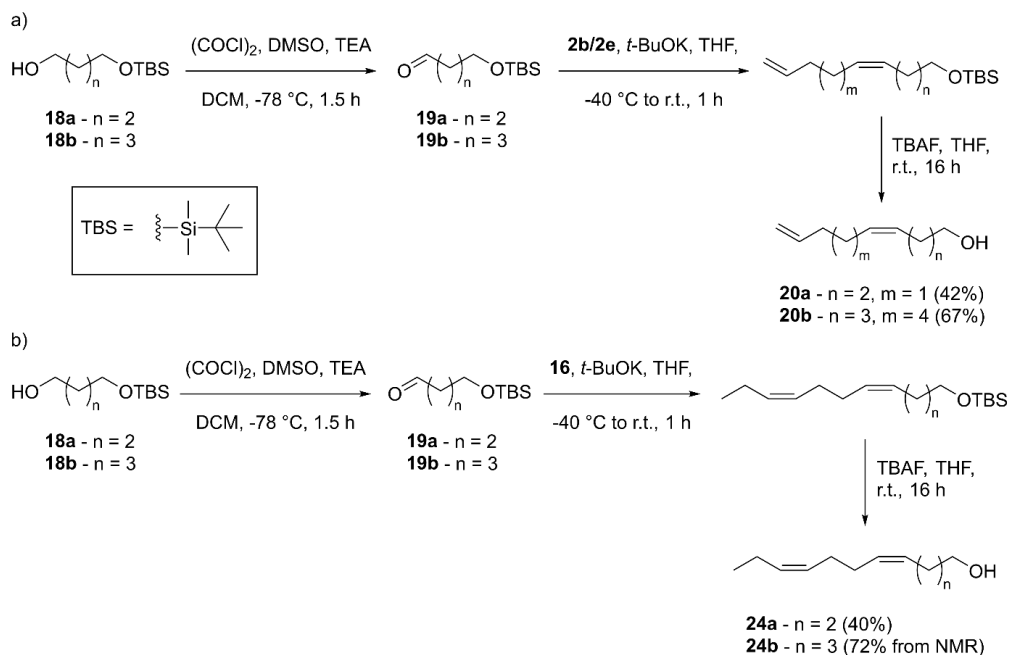 a)
(COCl)2, DMSO, TEA
DCM, -78 °C, 1.5 h
2b/2e, t-BuOK, THF,
-40 °C to r.t., 1 h
HO ( )n OTBS
18a - n = 2
18b - n = 3
O ( )n OTBS
19a - n = 2
19b - n = 3
( )m ( )n OTBS
TBAF, THF,
r.t., 16 h
TBS = Si
( )m ( )n OH
20a - n = 2, m = 1 (42%)
20b - n = 3, m = 4 (67%)
b)
(COCl)2, DMSO, TEA
DCM, -78 °C, 1.5 h
16, t-BuOK, THF,
-40 °C to r.t., 1 h
HO ( )n OTBS
18a - n = 2
18b - n = 3
O ( )n OTBS
19a - n = 2
19b - n = 3
( )n OTBS
TBAF, THF,
r.t., 16 h
( )n OH
24a - n = 2 (40%)
24b - n = 3 (72% from NMR)